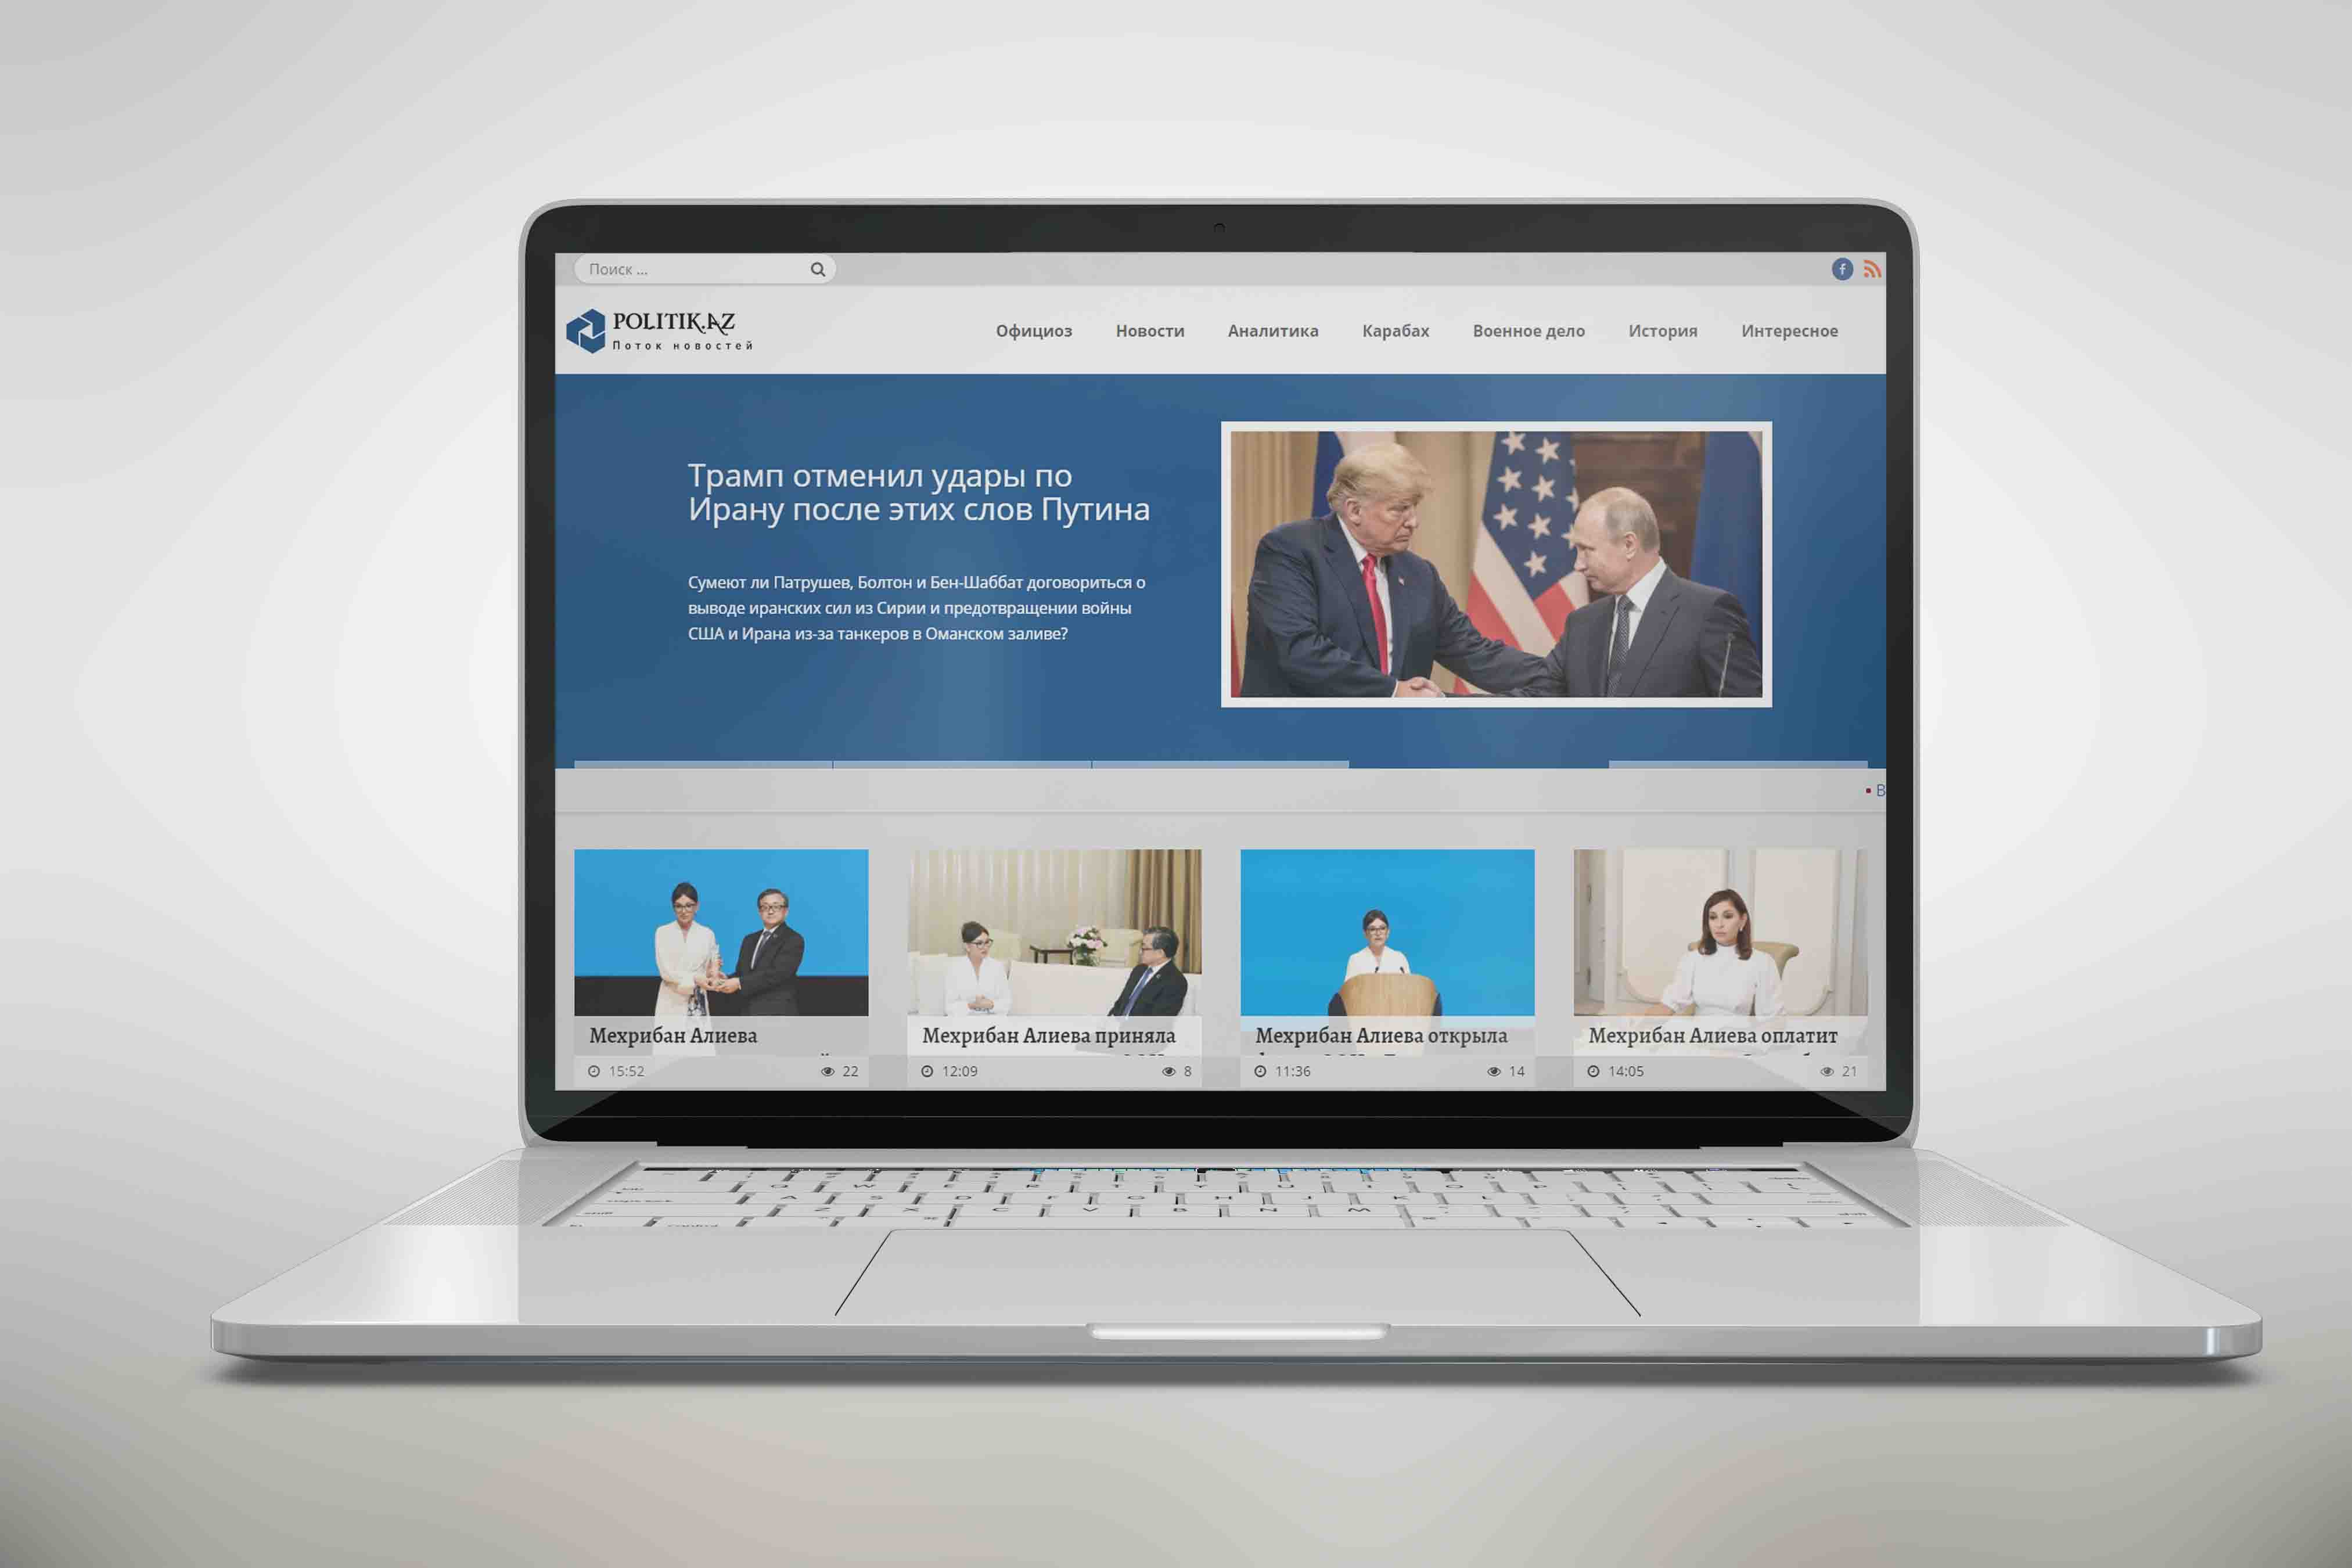 Поиск ...
POLITIK.AZ
Поток новостей
Официоз Новости Аналитика Карабах Военное дело История Интересное
Трамп отменил удары по
Ирану после этих слов Путина
Сумеют ли Патрушев, Болтон и Бен-Шаббат договориться о
выводе иранских сил из Сирии и предотвращении войны
США и Ирана из-за танкеров в Оманском заливе?
В
Мехрибан Алиева
15:52 22
Мехрибан Алиева приняла
12:09 8
Мехрибан Алиева открыла
11:36 14
Мехрибан Алиева оплатит
14:05 21